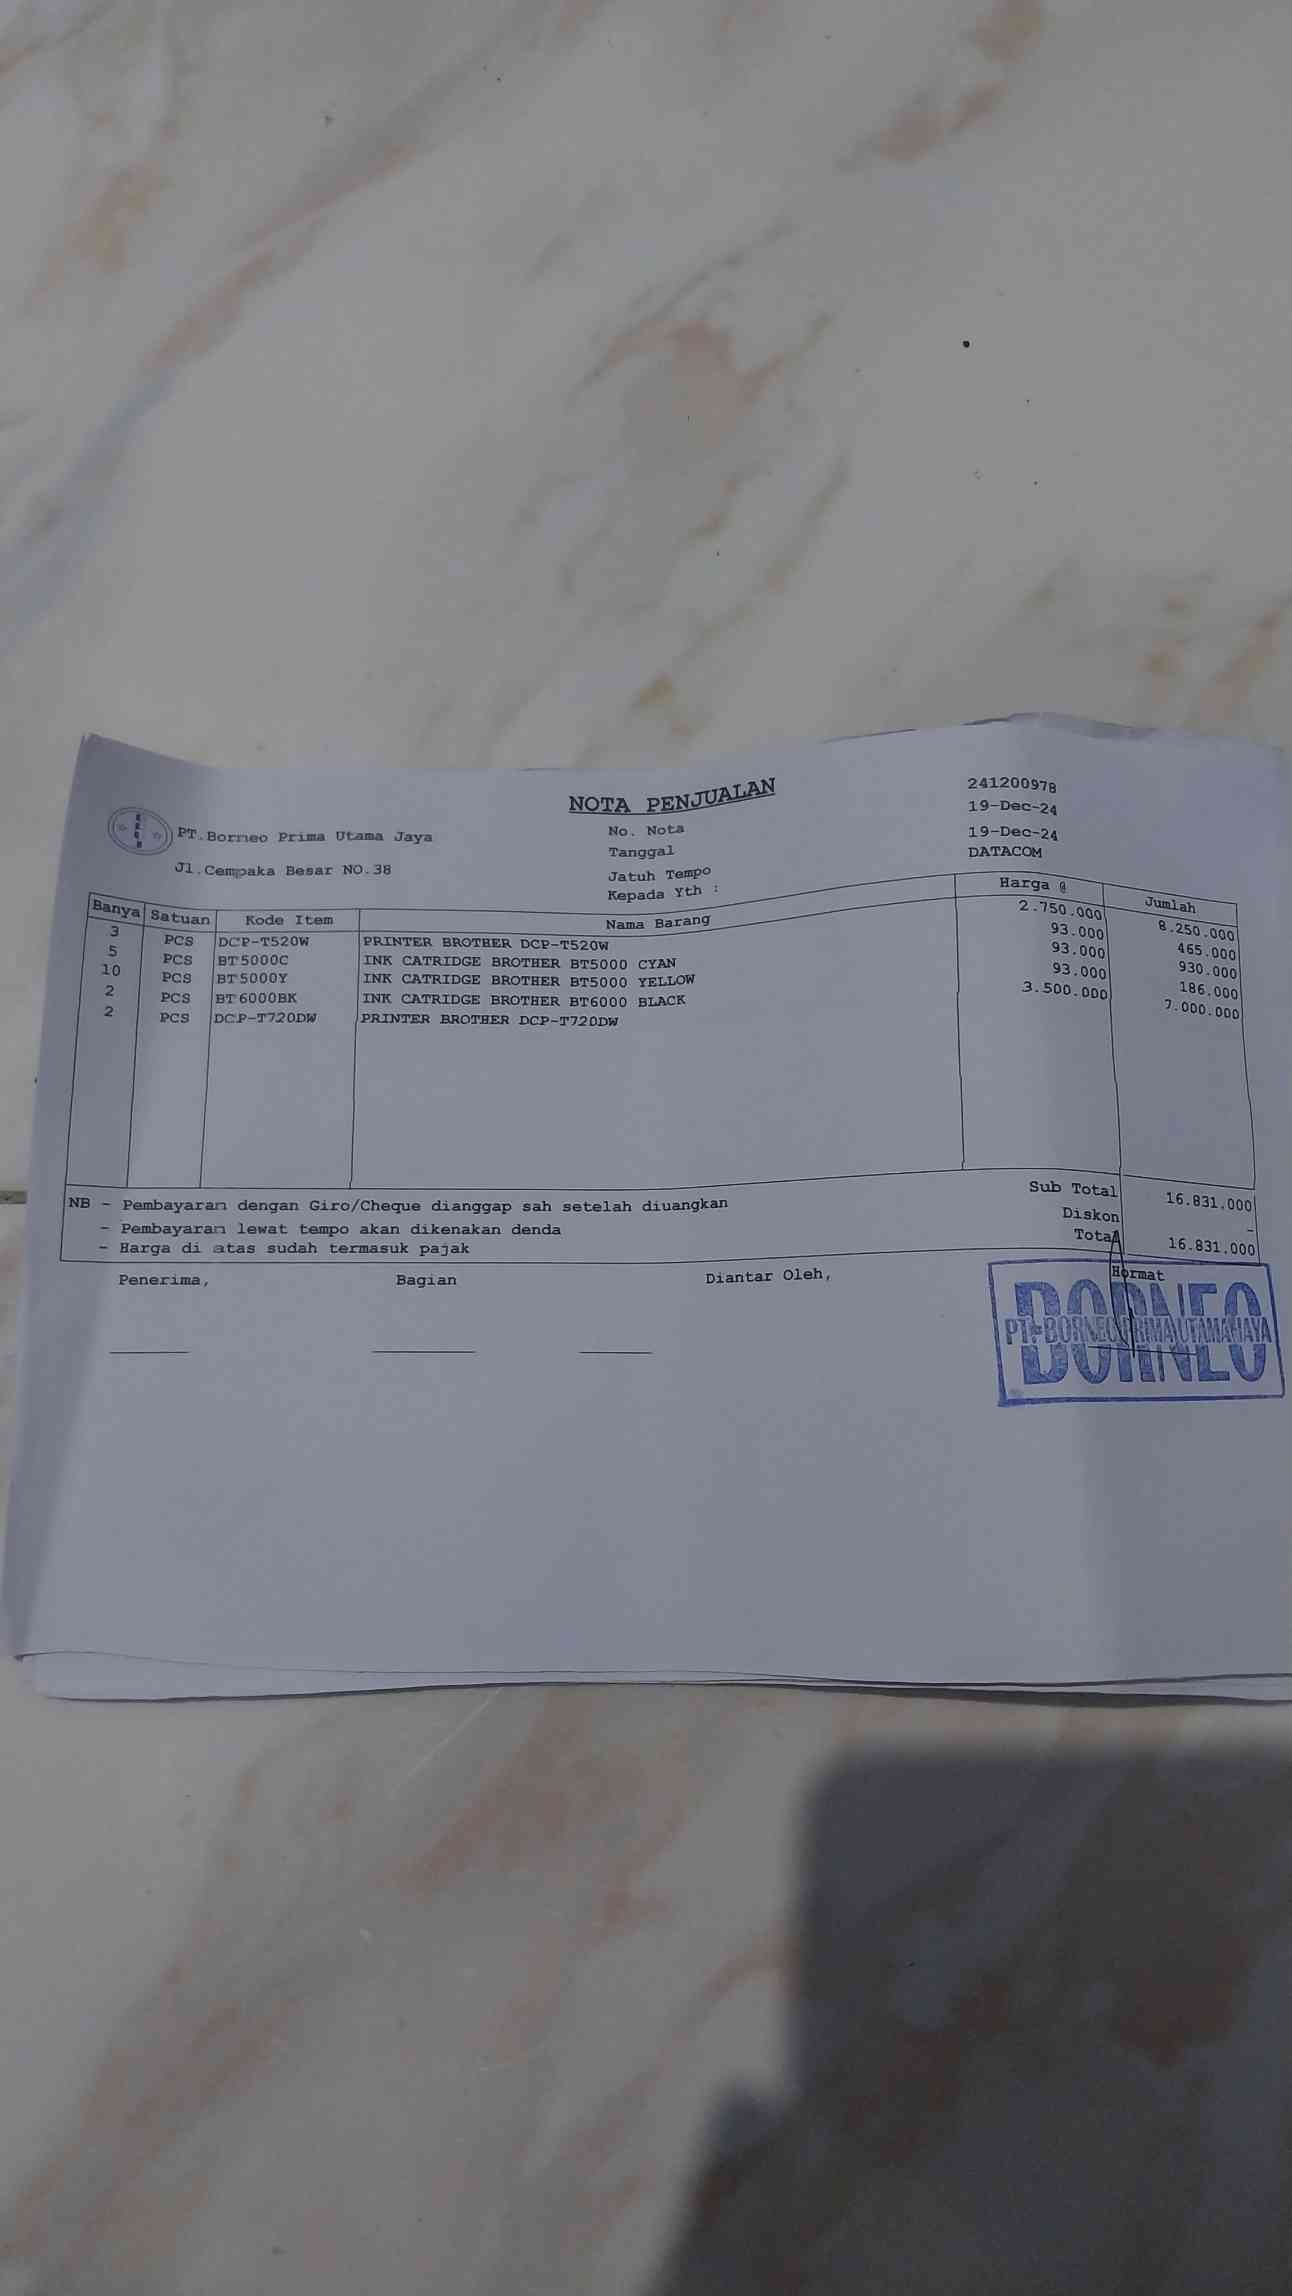 NOTA PENJUALAN
PT.Borneo Prima Utama Jaya
Jl.Cempaka Besar NO.38
No. Nota 241200978
Tanggal 19-Dec-24
Jatuh Tempo 19-Dec-24
Kepada Yth : DATACOM
Banya Satuan Kode Item Nama Barang Harga @ Jumlah
3 PCS DCP-T520W PRINTER BROTHER DCP-T520W 2.750.000 8.250.000
5 PCS BT5000C INK CATRIDGE BROTHER BT5000 CYAN 93.000 465.000
10 PCS BT5000Y INK CATRIDGE BROTHER BT5000 YELLOW 93.000 930.000
2 PCS BT6000BK INK CATRIDGE BROTHER BT6000 BLACK 93.000 186.000
2 PCS DCP-T720DW PRINTER BROTHER DCP-T720DW 3.500.000 7.000.000
NB - Pembayaran dengan Giro/Cheque dianggap sah setelah diuangkan Sub Total 16.831.000
- Pembayaran lewat tempo akan dikenakan denda Diskon -
- Harga di atas sudah termasuk pajak Total 16.831.000
Penerima, Bagian Diantar Oleh, Hormat
BORNEO
PT. BORNEO PRIMA UTAMA JAYA